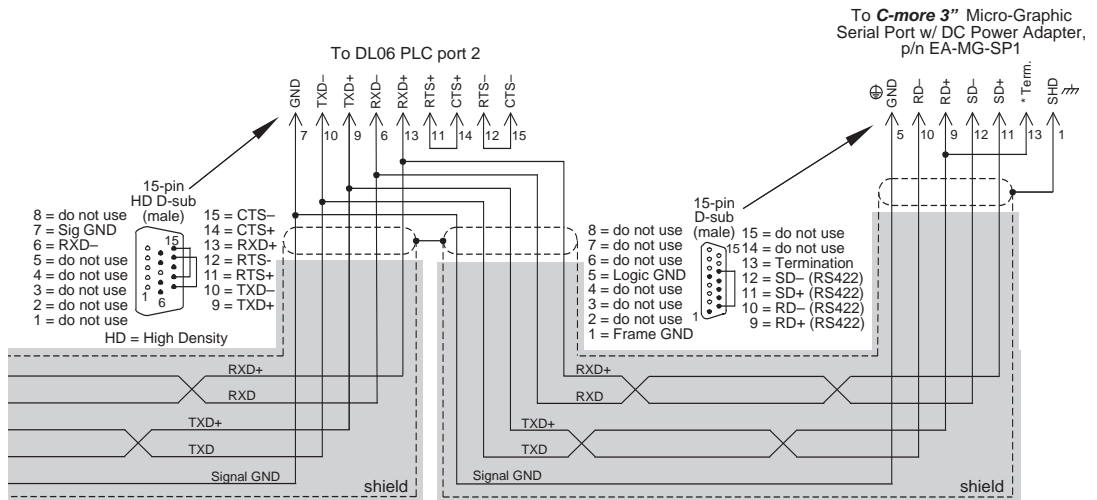 To C-more 3” Micro-Graphic
Serial Port w/ DC Power Adapter,
p/n EA-MG-SP1
To DL06 PLC port 2
GND
TXD–
TXD+
RXD–
RXD+
RTS+
CTS+
RTS–
CTS–
7
10
9
6
13
11
14
12
15
GND
RD–
RD+
SD–
SD+
* Term.
SHD
5
10
9
12
11
13
1
15-pin
HD D-sub
(male)
8 = do not use
7 = Sig GND
6 = RXD–
5 = do not use
4 = do not use
3 = do not use
2 = do not use
1 = do not use
15
1
6
15 = CTS–
14 = CTS+
13 = RXD+
12 = RTS-
11 = RTS+
10 = TXD–
9 = TXD+
HD = High Density
15-pin
D-sub
(male)
8 = do not use
7 = do not use
6 = do not use
5 = Logic GND
4 = do not use
3 = do not use
2 = do not use
1 = Frame GND
15
1
15 = do not use
14 = do not use
13 = Termination
12 = SD– (RS422)
11 = SD+ (RS422)
10 = RD– (RS422)
9 = RD+ (RS422)
RXD+
RXD
TXD+
TXD
Signal GND
shield
RXD+
RXD
TXD+
TXD
Signal GND
shield